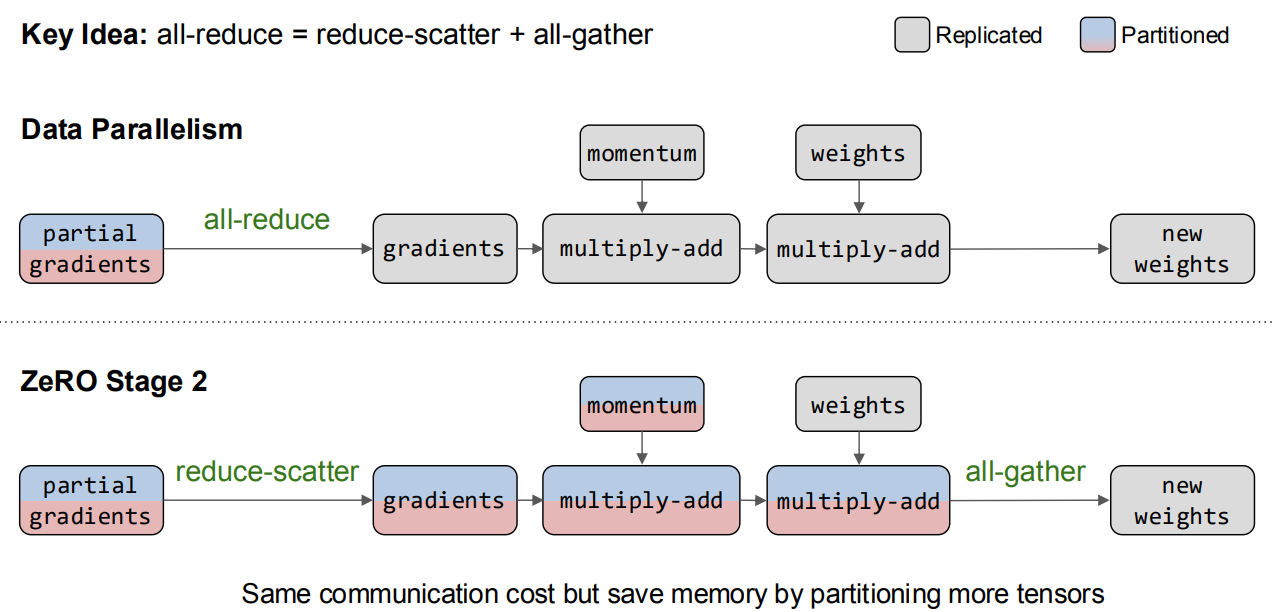 Key Idea: all-reduce = reduce-scatter + all-gather
Replicated
Partitioned
Data Parallelism
momentum
weights
partial
gradients
all-reduce
gradients
multiply-add
multiply-add
new
weights
ZeRO Stage 2
momentum
weights
partial
gradients
reduce-scatter
gradients
multiply-add
multiply-add
all-gather
new
weights
Same communication cost but save memory by partitioning more tensors